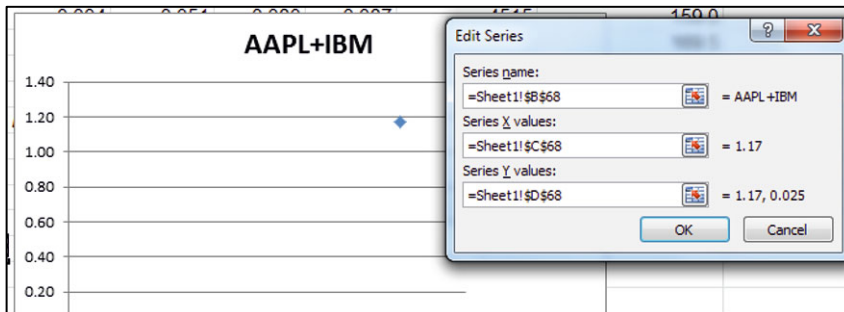 AAPL+IBM
1.40
1.20
1.00
0.80
0.60
0.40
0.20
Edit Series
Series name:
=Sheet1!$B$68 = AAPL+IBM
Series X values:
=Sheet1!$C$68 = 1.17
Series Y values:
=Sheet1!$D$68 = 1.17, 0.025
OK Cancel